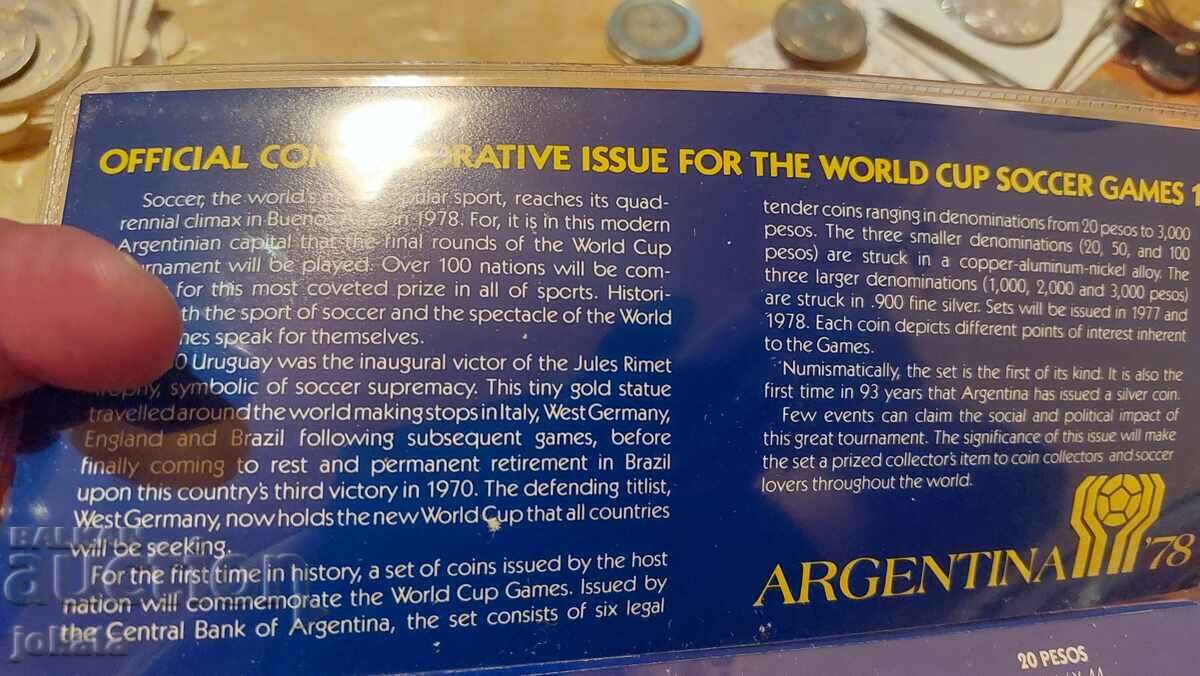 OFFICIAL COM ORATIVE ISSUE FOR THE WORLD CUP SOCCER GAMES 1
Soccer, the world's ular sport, reaches its quad-
rennial climax in Buenos in 1978. For, it is in this modern
Argentinian capital that the final rounds of the World Cup
urnament will be played. Over 100 nations will be com-
for this most coveted prize in all of sports. Histori-
th the sport of soccer and the spectacle of the World
mes speak for themselves.
0 Uruguay was the inaugural victor of the Jules Rimet
trophy, symbolic of soccer supremacy. This tiny gold statue
travelled around the world making stops in Italy, West Germany,
England and Brazil following subsequent games, before
finally coming to rest and permanent retirement in Brazil
upon this country's third victory in 1970. The defending titlist,
West Germany, now holds the new World Cup that all countries
will be seeking.
For the first time in history, a set of coins issued by the host
nation will commemorate the World Cup Games. Issued by
the Central Bank of Argentina, the set consists of six legal
tender coins ranging in denominations from 20 pesos to 3,000
pesos. The three smaller denominations (20, 50, and 100
pesos) are struck in a copper-aluminum-nickel alloy. The
three larger denominations (1,000, 2,000 and 3,000 pesos)
are struck in .900 fine silver. Sets will be issued in 1977 and
1978. Each coin depicts different points of interest inherent
to the Games.
Numismatically, the set is the first of its kind. It is also the
first time in 93 years that Argentina has issued a silver coin.
Few events can claim the social and political impact of
this great tournament. The significance of this issue will make
the set a prized collector's item to coin collectors and soccer
lovers throughout the world.
ARGENTINA '78
20 PESOS
BALKAN
auction
jokata